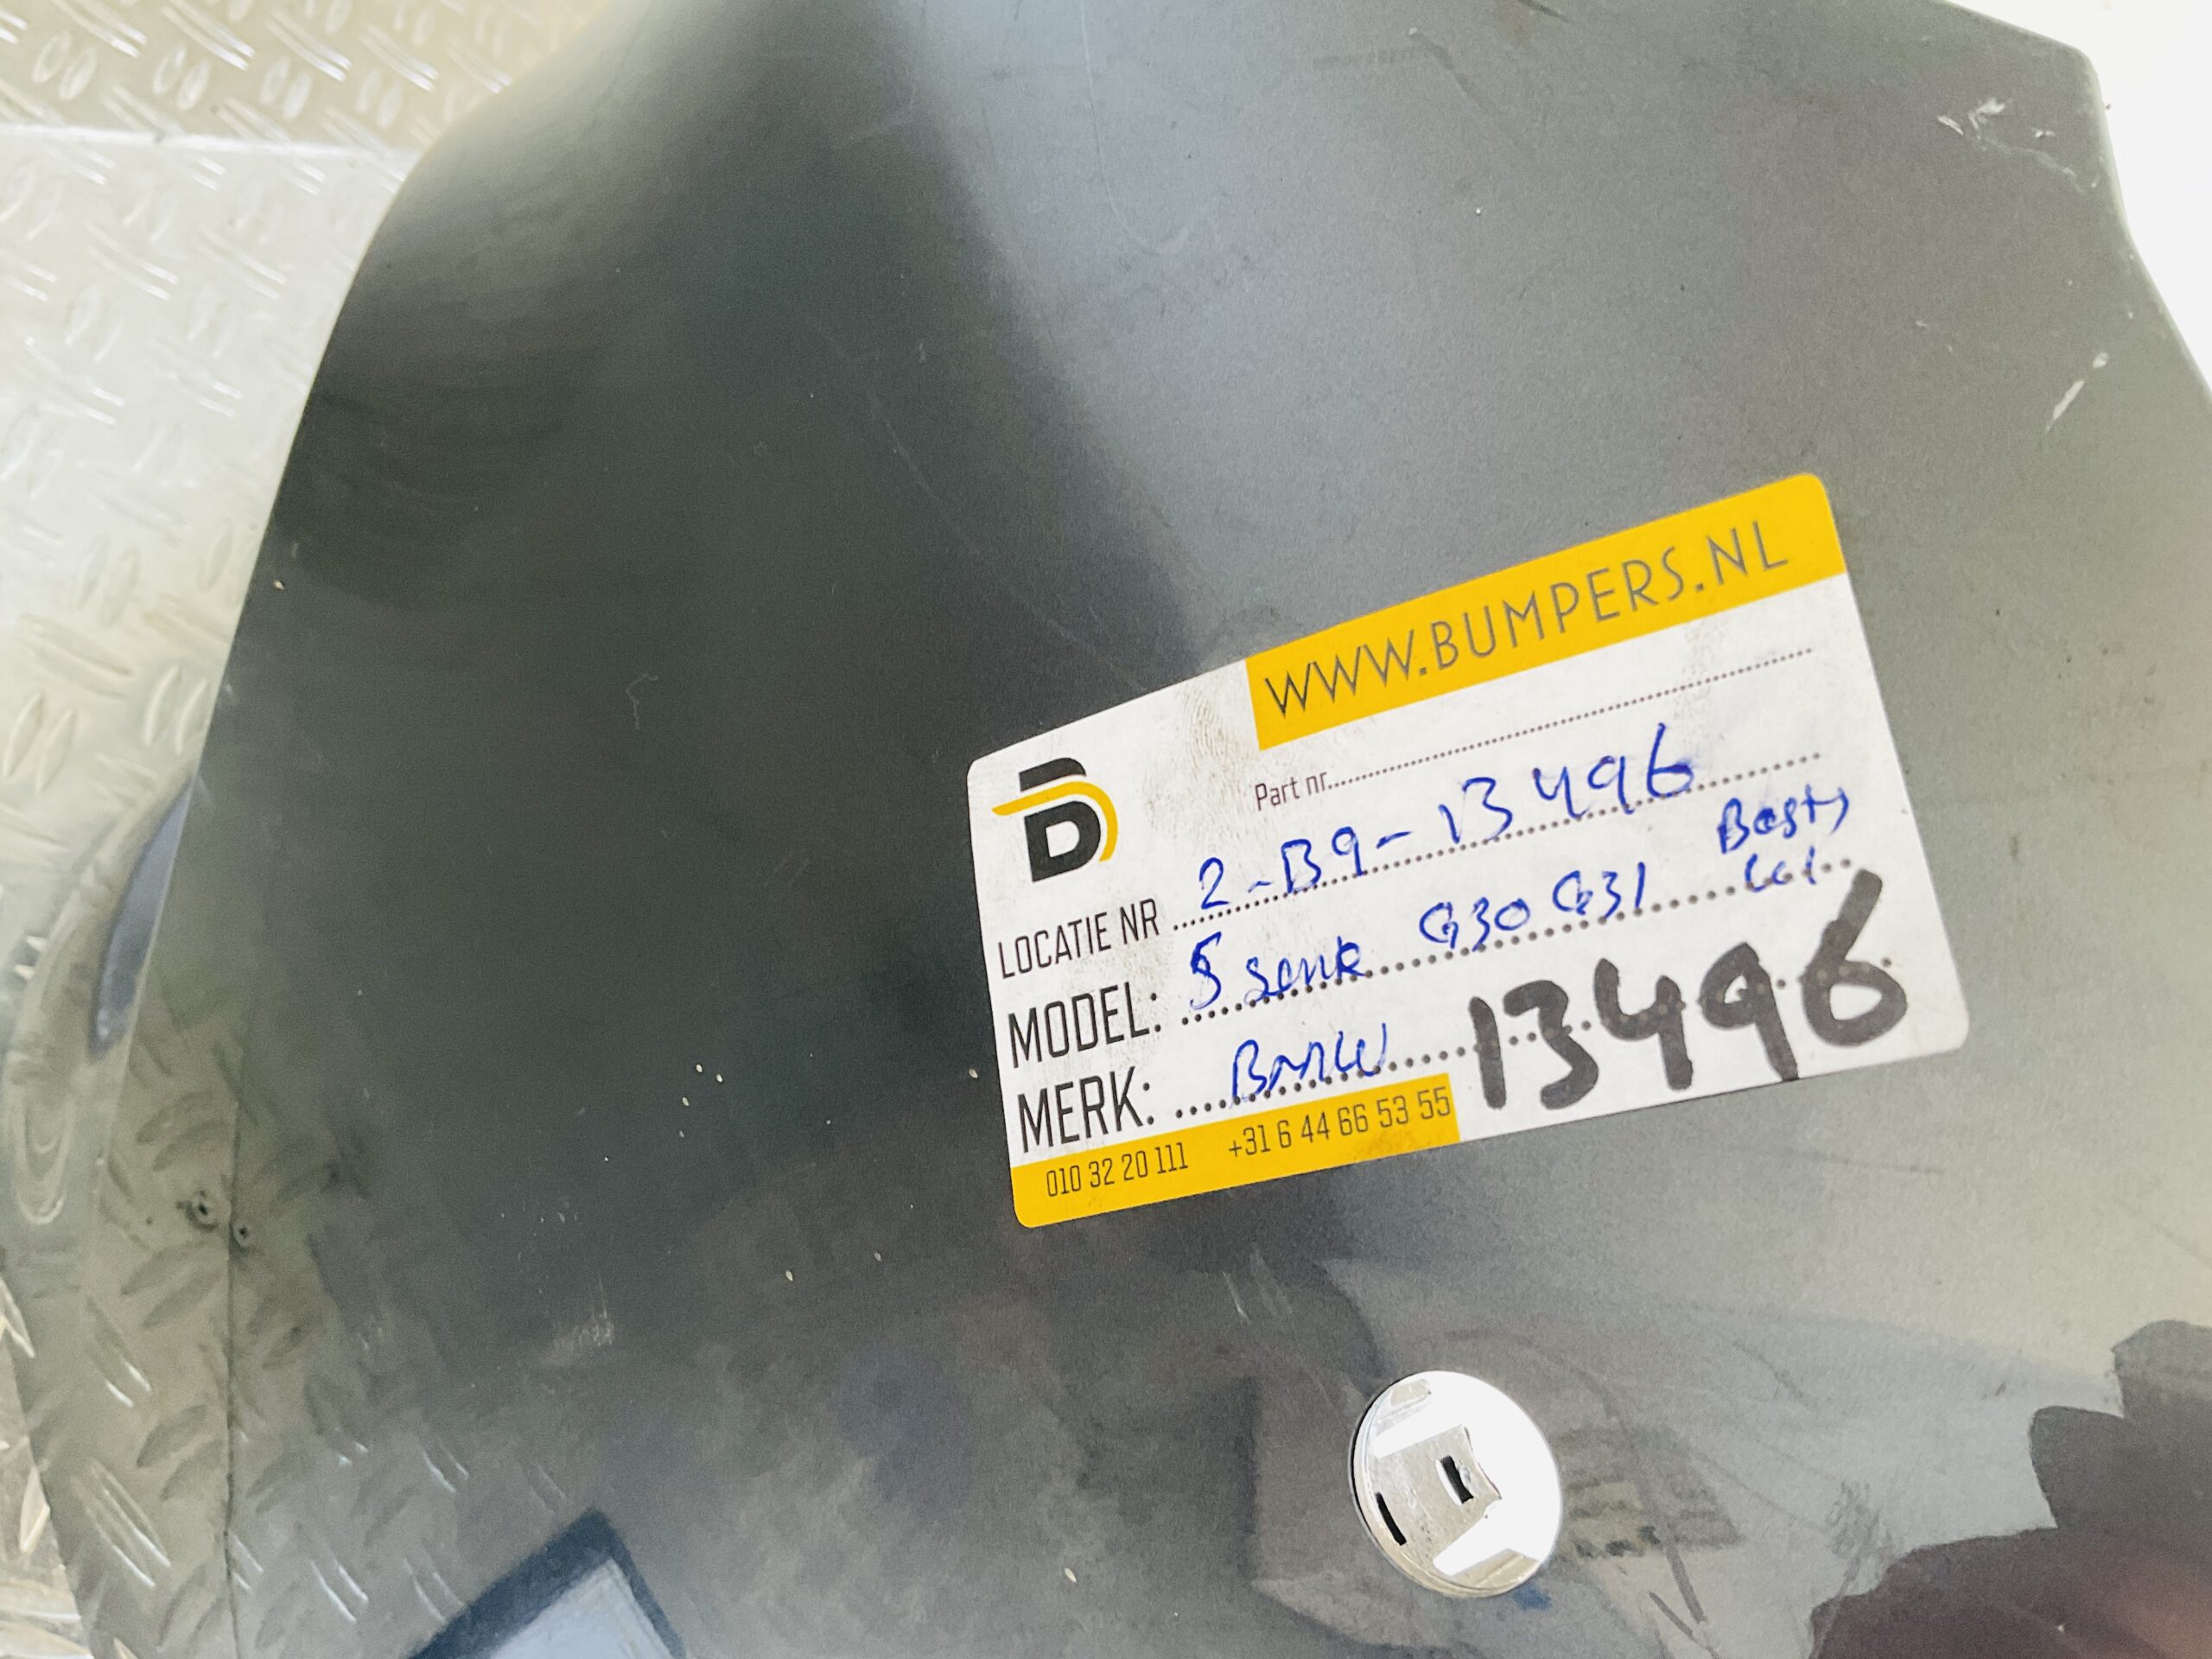 WWW.BUMPERS.NL
Part nr.
LOCATIE NR 2-B9-13496
MODEL: 5 serie G30 G31 lci
MERK: BMW 13496
010 32 20 111 +31 6 44 66 53 55